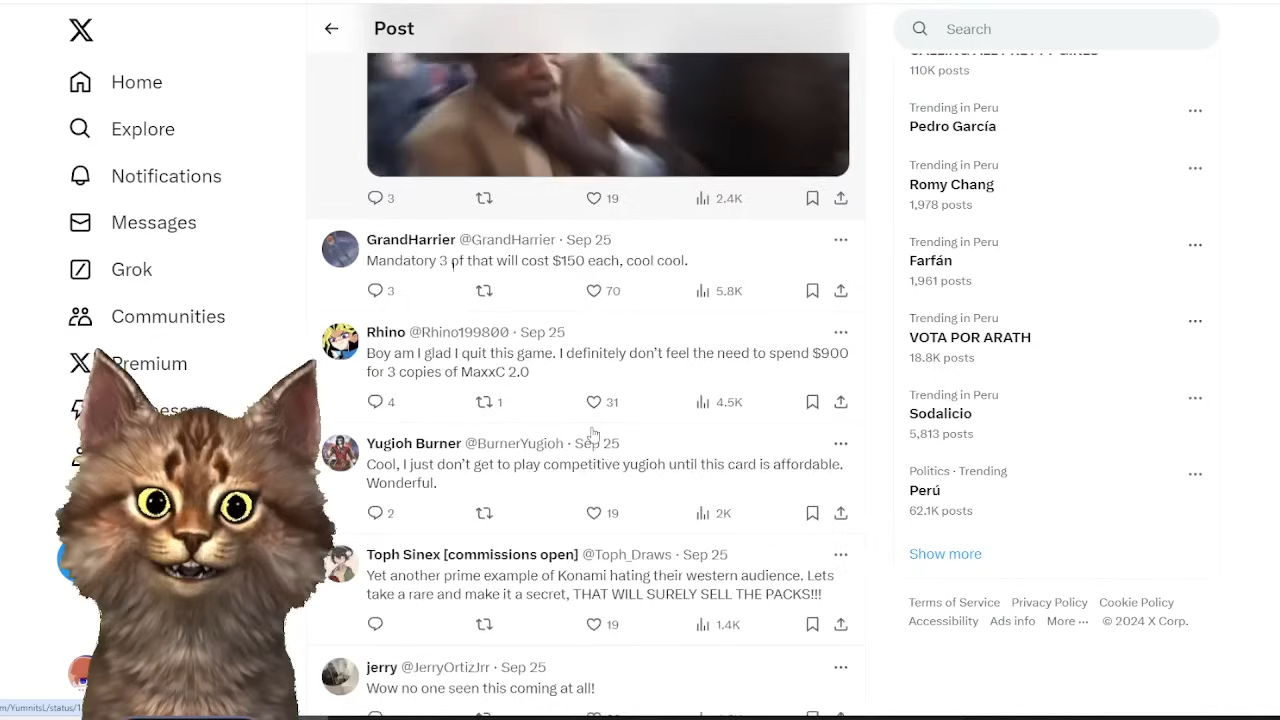 Post
Search
Home
Explore
Notifications
Messages
Grok
Communities
Premium
3
19
2.4K
GrandHarrier @GrandHarrier · Sep 25
Mandatory 3 of that will cost $150 each, cool cool.
3
70
5.8K
Rhino @Rhino199800 · Sep 25
Boy am I glad I quit this game. I definitely don't feel the need to spend $900
for 3 copies of MaxxC 2.0
4
1
31
4.5K
Yugioh Burner @BurnerYugioh · Sep 25
Cool, I just don't get to play competitive yugioh until this card is affordable.
Wonderful.
2
19
2K
Toph Sinex [commissions open] @Toph_Draws · Sep 25
Yet another prime example of Konami hating their western audience. Lets
take a rare and make it a secret, THAT WILL SURELY SELL THE PACKS!!!
19
1.4K
jerry @JerryOrtizJrr · Sep 25
Wow no one seen this coming at all!
110K posts
Trending in Peru
Pedro García
Trending in Peru
Romy Chang
1,978 posts
Trending in Peru
Farfán
1,961 posts
Trending in Peru
VOTA POR ARATH
18.8K posts
Trending in Peru
Sodalicio
5,813 posts
Politics · Trending
Perú
62.1K posts
Show more
Terms of Service Privacy Policy Cookie Policy
Accessibility Ads info More ··· © 2024 X Corp.